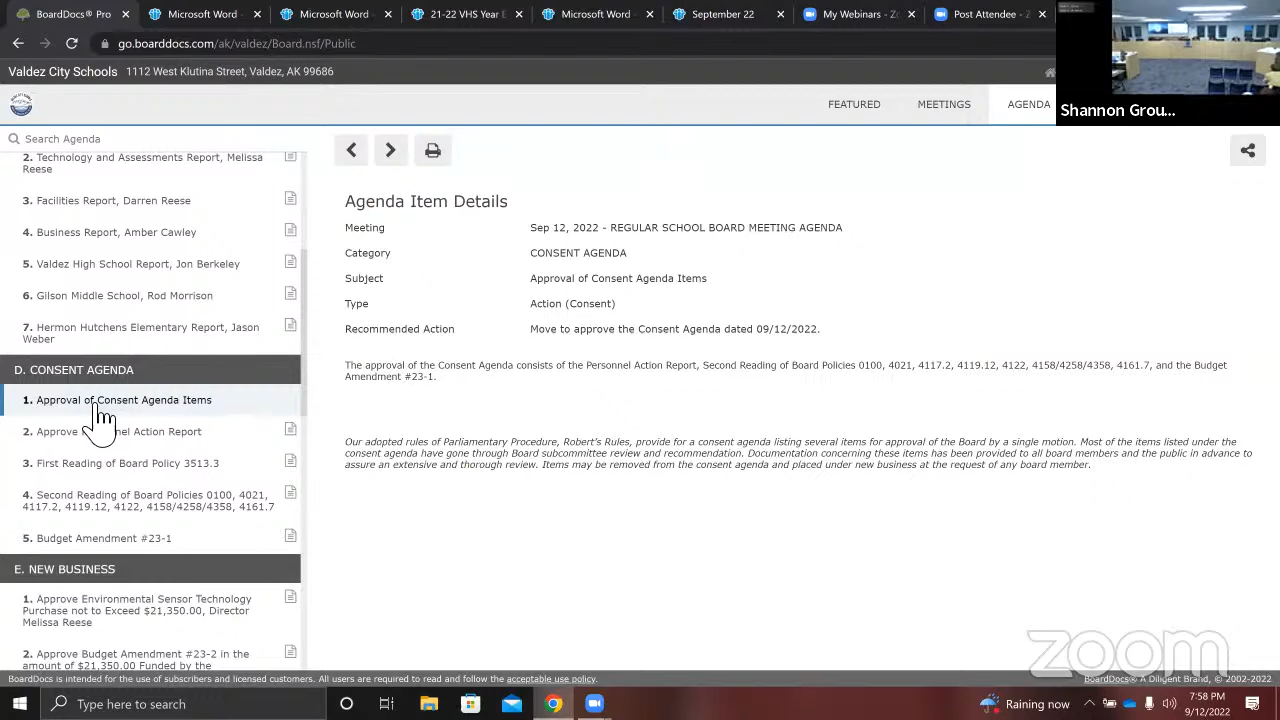 BoardDocs® Pro
Microsoft Word -
Microsoft Wor
21-22 VHS Year
Microsoft Wor
September 22
My Webinars - Z
Post Attendee - Z
go.boarddocs.com/ak/valdez/Board.nsf/Public
Valdez City Schools 1112 West Klutina Street, Valdez, AK 99686
FEATURED
MEETINGS
AGENDA
Shannon Grou...
Search Agenda
2. Technology and Assessments Report, Melissa
Reese
3. Facilities Report, Darren Reese
4. Business Report, Amber Cawley
5. Valdez High School Report, Jon Berkeley
6. Gilson Middle School, Rod Morrison
7. Hermon Hutchens Elementary Report, Jason
Weber
D. CONSENT AGENDA
1. Approval of Consent Agenda Items
2. Approve nel Action Report
3. First Reading of Board Policy 3513.3
4. Second Reading of Board Policies 0100, 4021,
4117.2, 4119.12, 4122, 4158/4258/4358, 4161.7
5. Budget Amendment #23-1
E. NEW BUSINESS
1. Approve Environmental Sensor Technology
Purchase not to Exceed $21,350.00, Director
Melissa Reese
2. Approve Budget Amendment #23-2 in the
amount of $21,350.00 Funded by the
Agenda Item Details
Meeting Sep 12, 2022 - REGULAR SCHOOL BOARD MEETING AGENDA
Category CONSENT AGENDA
Subject Approval of Consent Agenda Items
Type Action (Consent)
Recommended Action Move to approve the Consent Agenda dated 09/12/2022.
The approval of the Consent Agenda consists of the Personnel Action Report, Second Reading of Board Policies 0100, 4021, 4117.2, 4119.12, 4122, 4158/4258/4358, 4161.7, and the Budget
Amendment #23-1.
Our adopted rules of Parliamentary Procedure, Robert's Rules, provide for a consent agenda listing several items for approval of the Board by a single motion. Most of the items listed under the
consent agenda have gone through Board subcommittee review and recommendation. Documentation concerning these items has been provided to all board members and the public in advance to
assure an extensive and thorough review. Items may be removed from the consent agenda and placed under new business at the request of any board member.
zoom
BoardDocs is intended for the use of subscribers and licensed customers. All users are required to read and follow the acceptable use policy.
BoardDocs® A Diligent Brand, © 2002-2022
Type here to search
Raining now
7:58 PM
9/12/2022